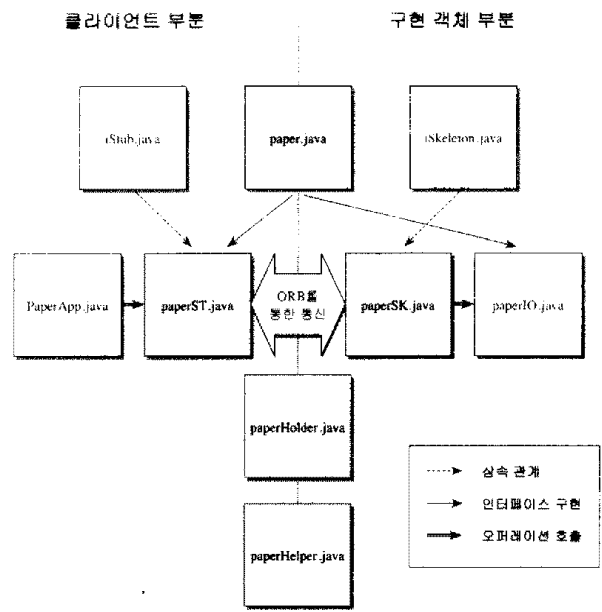 클라이언트 부분
구현 객체 부분
iStub.java
paper.java
iSkeleton.java
PaperApp.java
paperST.java
ORB를
통한 통신
paperSK.java
paperIO.java
paperHolder.java
paperHelper.java
상속 관계
인터페이스 구현
오퍼레이션 호출